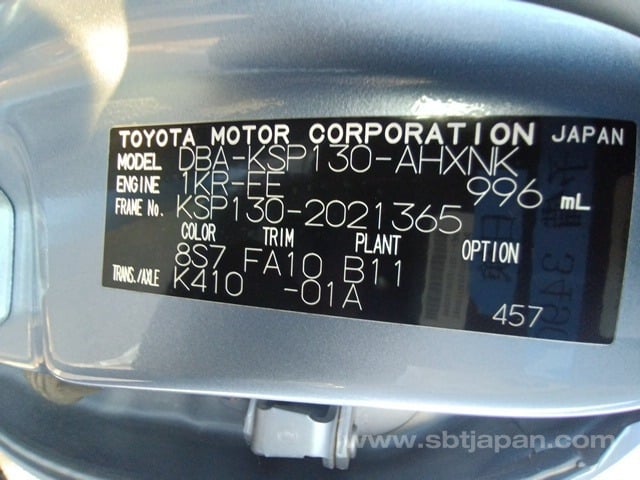 TOYOTA MOTOR CORPORATION JAPAN
MODEL DBA-KSP130-AHXNK
ENGINE 1KR-FE 996 mL
FRAME No. KSP130-2021365
COLOR TRIM PLANT OPTION
8S7 FA10 B11
TRANS./AXLE K410 -01A
457
www.sbtjapan.com